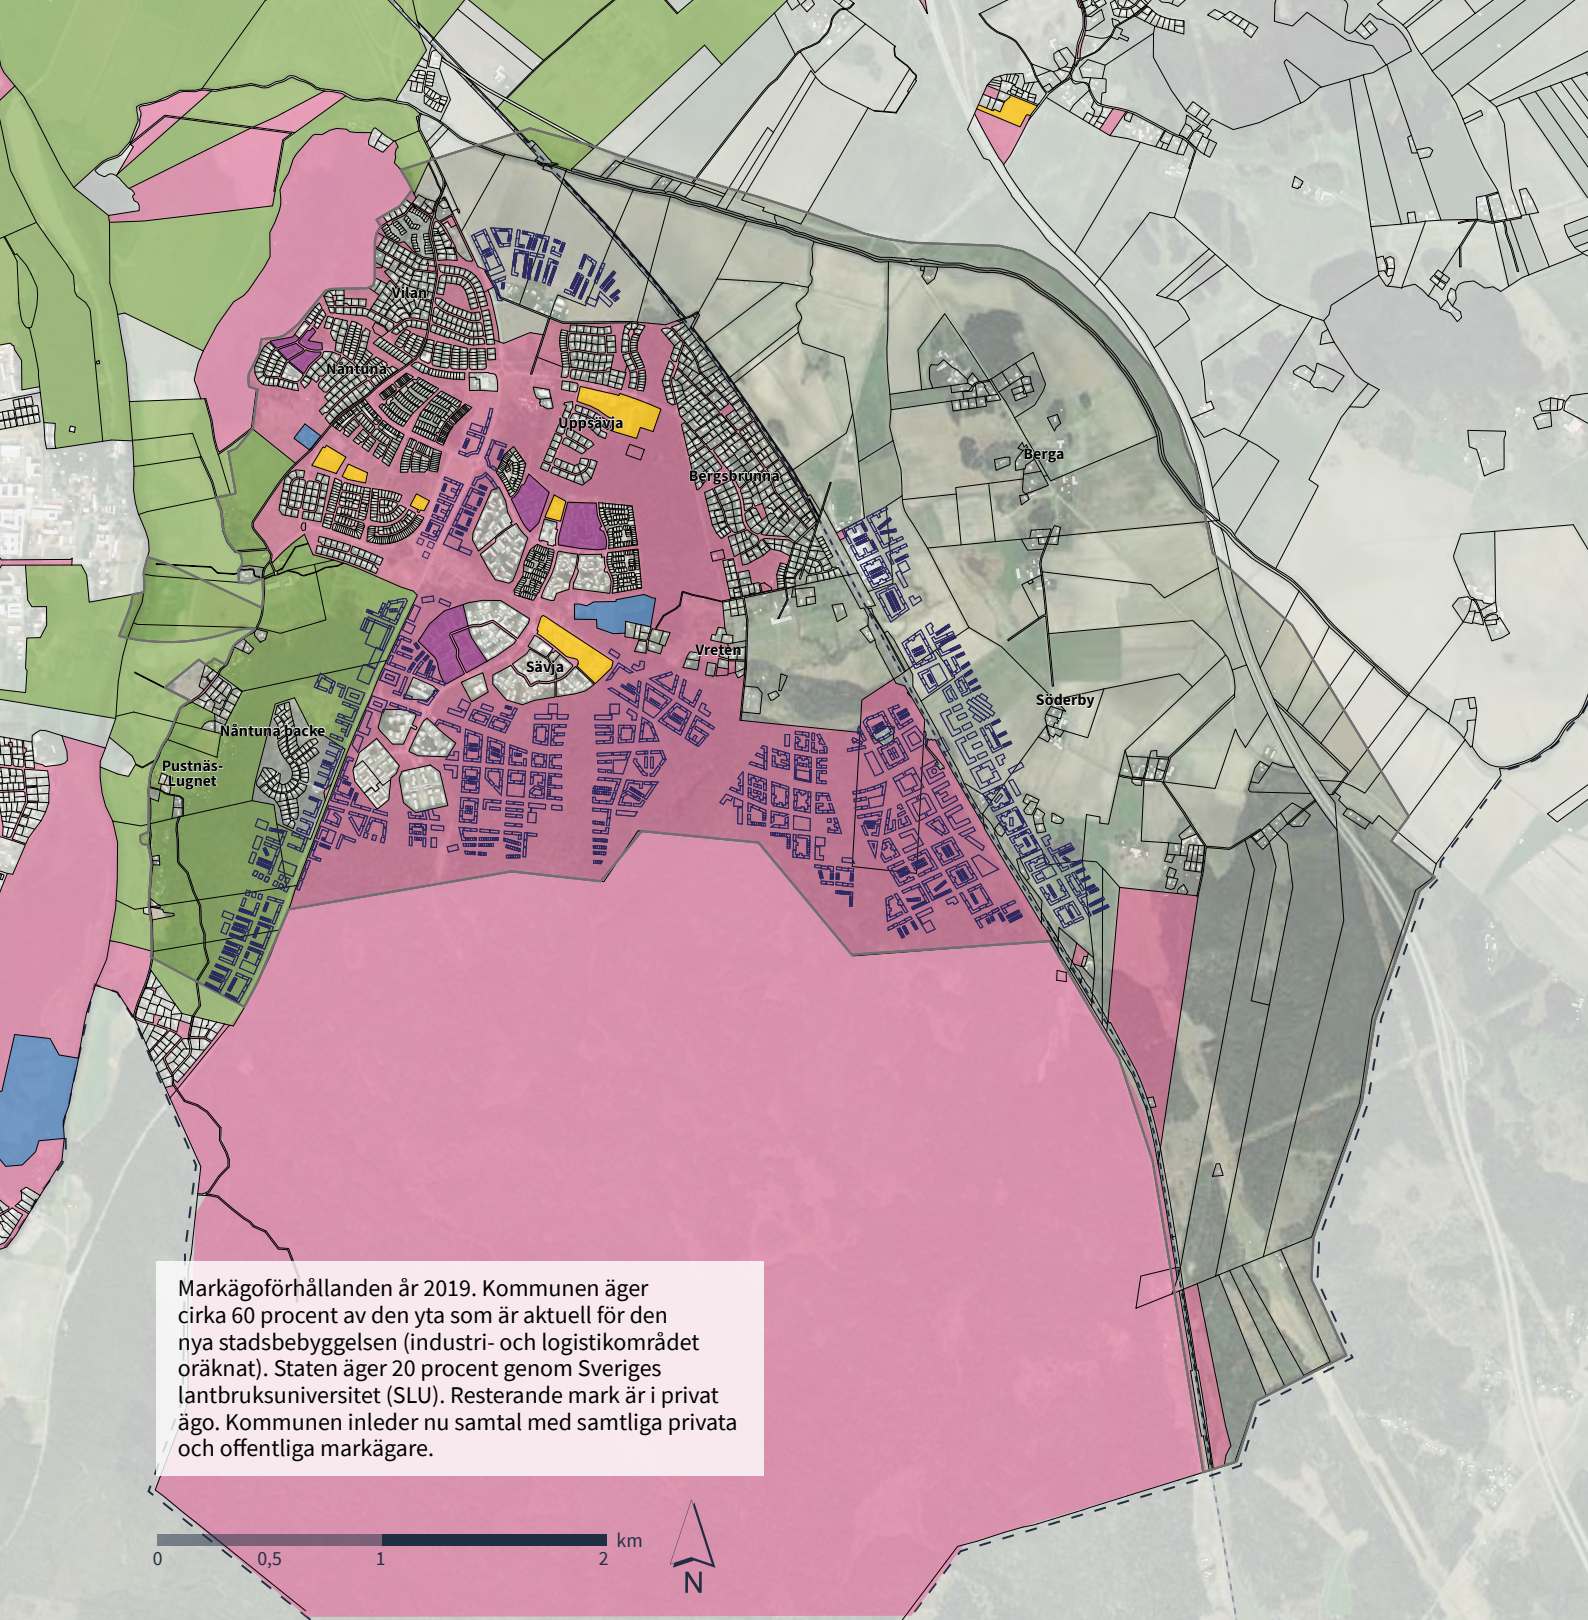 Vilan
Nåntuna
Uppsävja
Bergsbrunna
Berga
Vreten
Sävja
Söderby
Nåntuna backe
Pustnäs-
Lugnet
Markägoförhållanden år 2019. Kommunen äger
cirka 60 procent av den yta som är aktuell för den
nya stadsbebyggelsen (industri- och logistikområdet
oräknat). Staten äger 20 procent genom Sveriges
lantbruksuniversitet (SLU). Resterande mark är i privat
ägo. Kommunen inleder nu samtal med samtliga privata
och offentliga markägare.
km
0 0,5 1 2
N